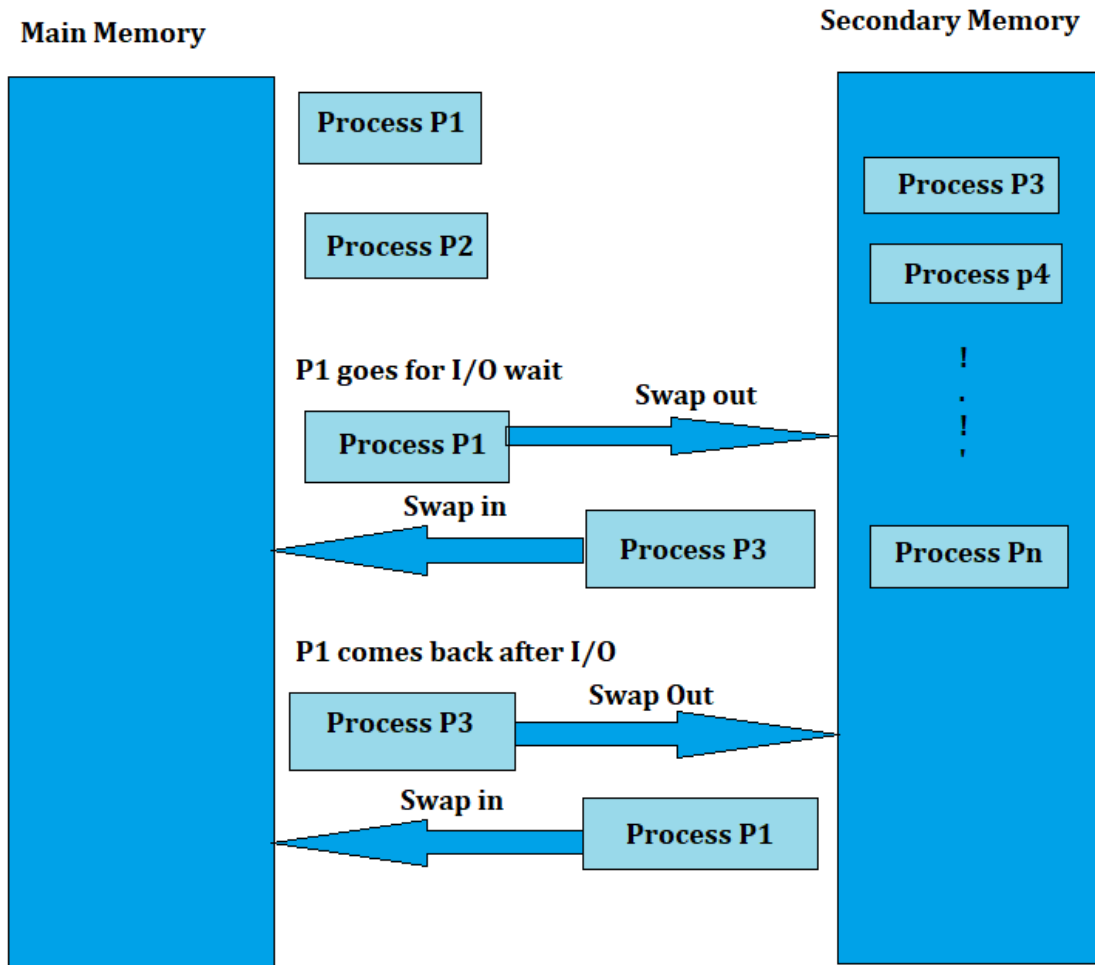 Main Memory
Secondary Memory
Process P1
Process P2
Process P3
Process p4
!
.
!
'
Process Pn
P1 goes for I/O wait
Swap out
Process P1
Swap in
Process P3
P1 comes back after I/O
Swap Out
Process P3
Swap in
Process P1